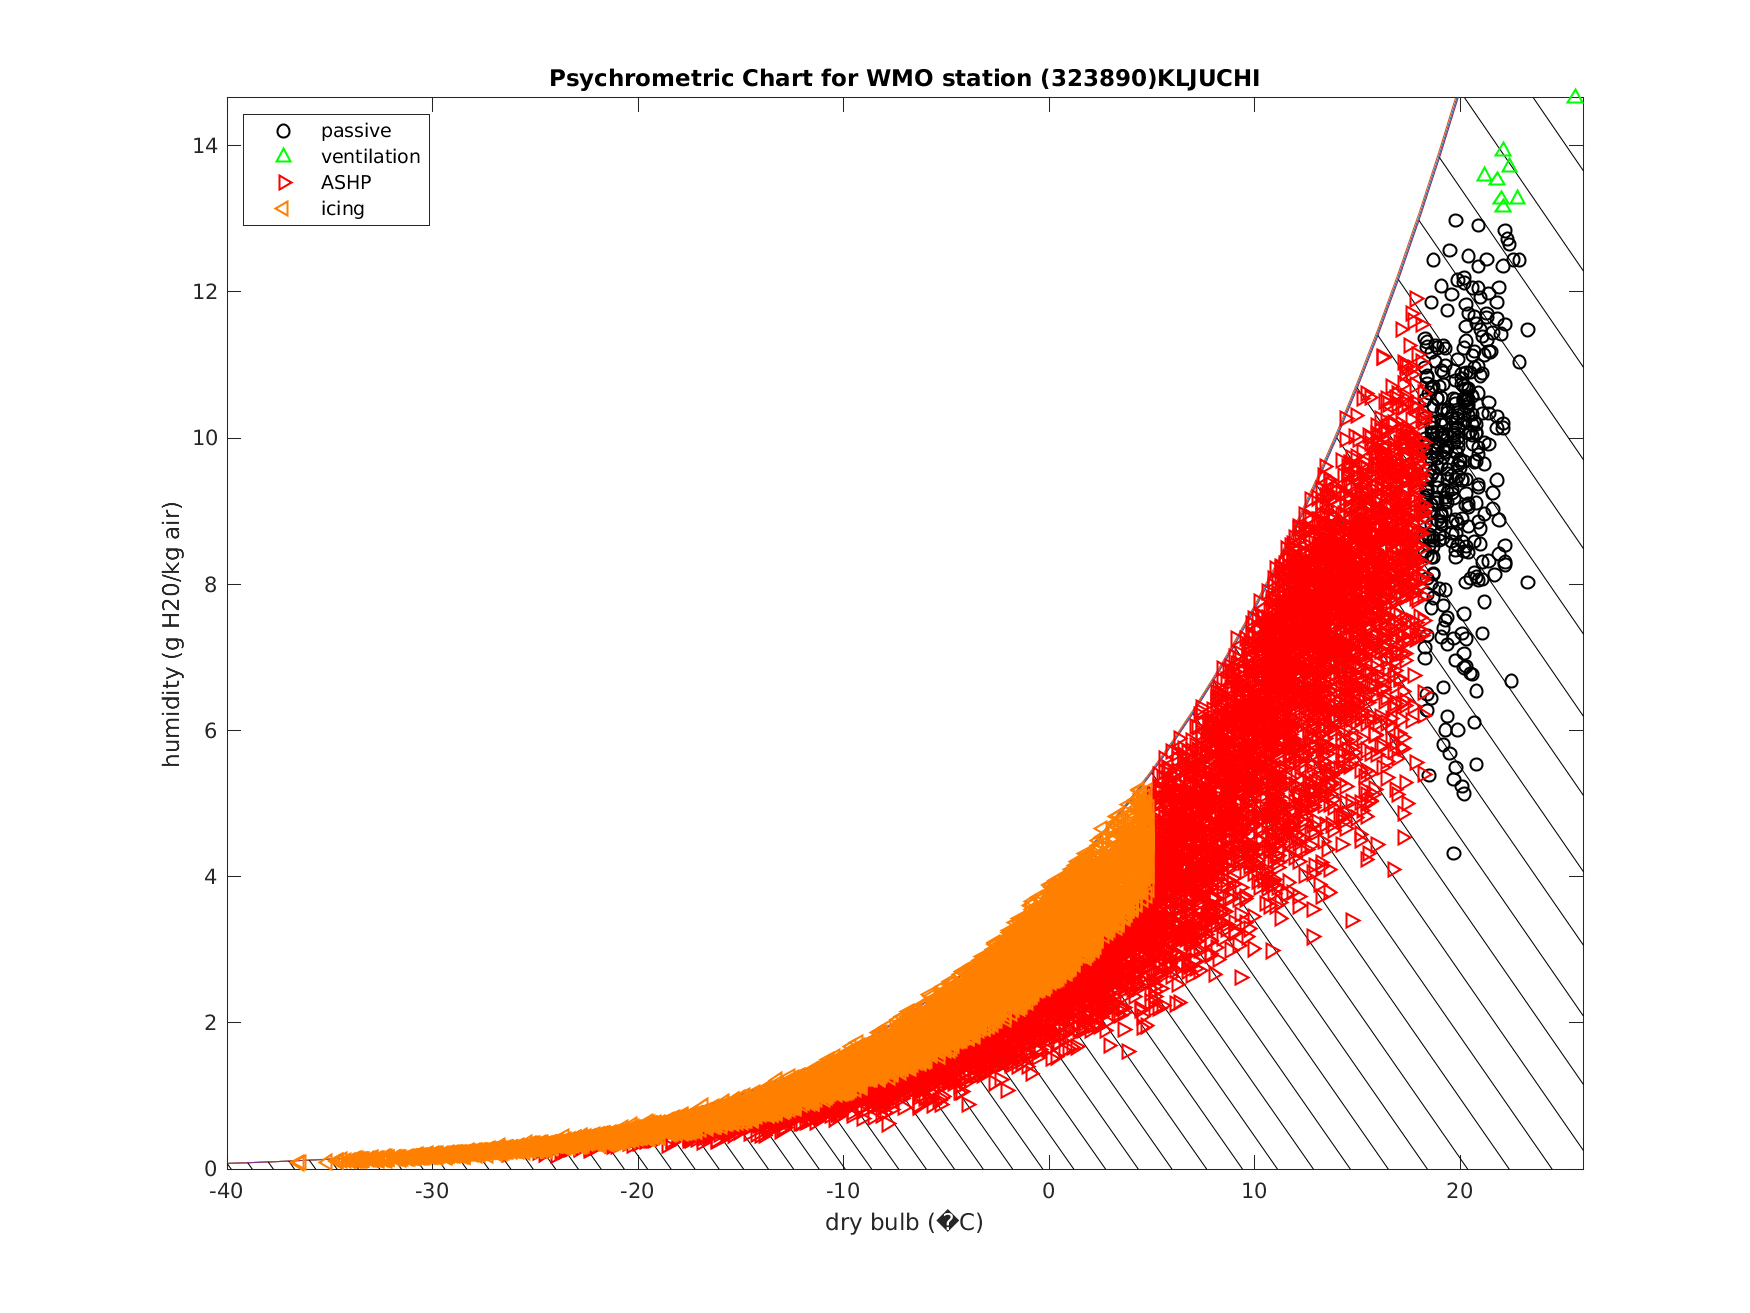 Psychrometric Chart for WMO station (323890)KLJUCHI
passive
ventilation
ASHP
icing
14
12
10
8
6
4
2
0
humidity (g H20/kg air)
-40 -30 -20 -10 0 10 20
dry bulb (�C)